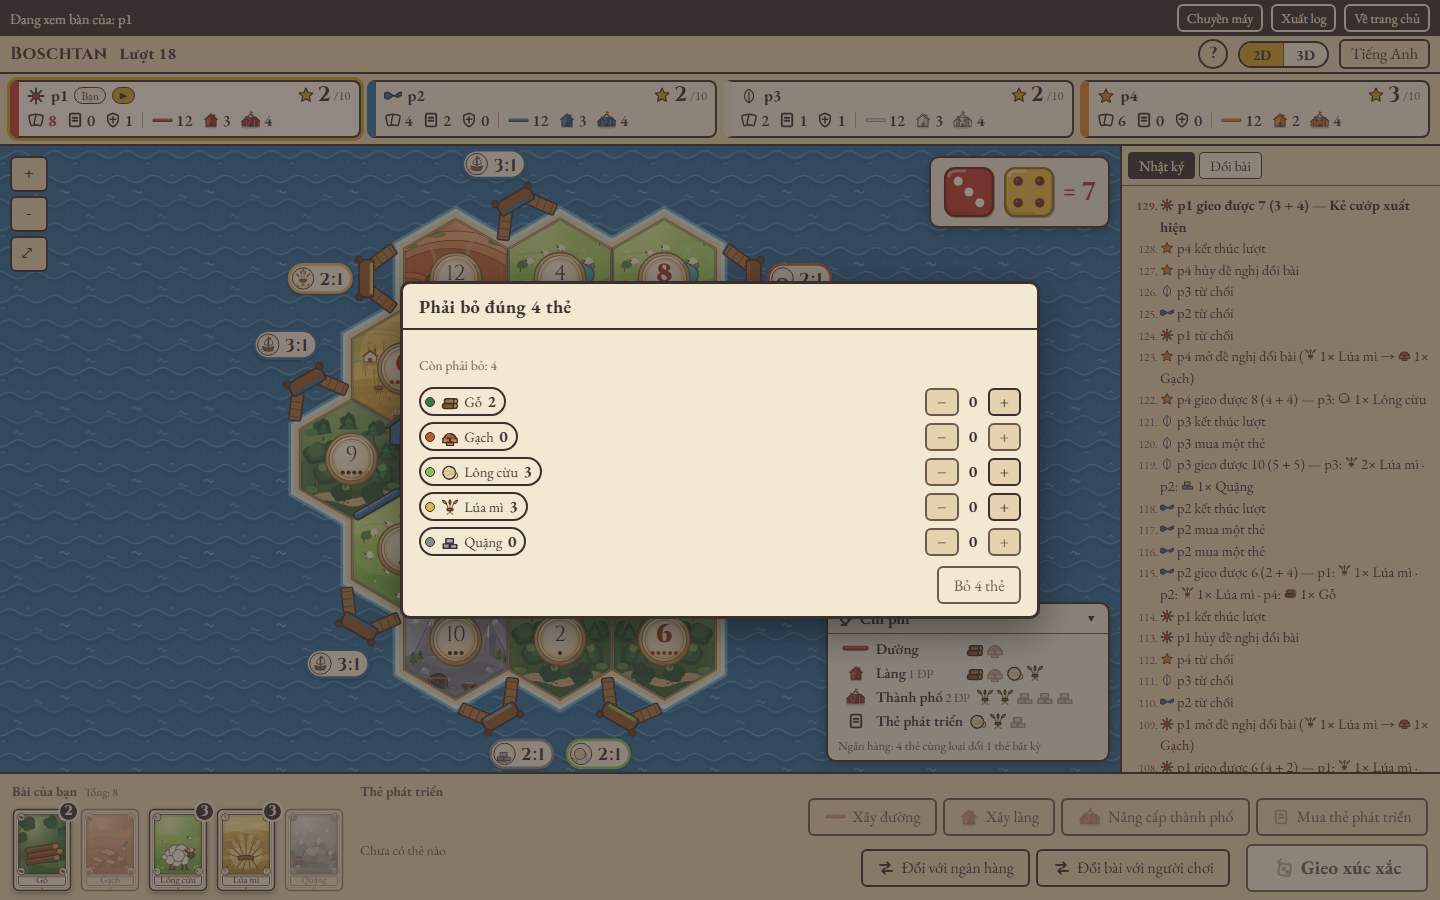 Đang xem bàn của: p1
Chuyền máy
Xuất log
Về trang chủ
BOSCHTAN Lượt 18
?
2D 3D
Tiếng Anh
p1 Bạn 2 /10
8 0 1 12 3 4
p2 2 /10
4 2 0 12 3 4
p3 2 /10
2 1 1 12 3 4
p4 3 /10
6 0 0 12 2 4
+
-
3:1
= 7
Nhật ký
Đổi bài
2:1
12
4
8
2:1
3:1
9
10
2
6
3:1
2:1
2:1
Phải bỏ đúng 4 thẻ
Còn phải bỏ: 4
Gỗ 2 − 0 +
Gạch 0 − 0 +
Lông cừu 3 − 0 +
Lúa mì 3 − 0 +
Quặng 0 − 0 +
Bỏ 4 thẻ
Chi phí
Đường
Làng 1 ĐP
Thành phố 2 ĐP
Thẻ phát triển
Ngân hàng: 4 thẻ cùng loại đổi 1 thẻ bất kỳ
129. p1 gieo được 7 (3 + 4) — Kẻ cướp xuất
hiện
128. p4 kết thúc lượt
127. p4 hủy đề nghị đổi bài
126. p3 từ chối
125. p2 từ chối
124. p1 từ chối
123. p4 mở đề nghị đổi bài ( 1× Lúa mì → 1×
Gạch)
122. p4 gieo được 8 (4 + 4) — p3: 1× Lông cừu
121. p3 kết thúc lượt
120. p3 mua một thẻ
119. p3 gieo được 10 (5 + 5) — p3: 2× Lúa mì ·
p2: 1× Quặng
118. p2 kết thúc lượt
117. p2 mua một thẻ
116. p2 mua một thẻ
115. p2 gieo được 6 (2 + 4) — p1: 1× Lúa mì ·
p2: 1× Lúa mì · p4: 1× Gỗ
114. p1 kết thúc lượt
113. p1 hủy đề nghị đổi bài
112. p4 từ chối
111. p3 từ chối
110. p2 từ chối
109. p1 mở đề nghị đổi bài ( 1× Lúa mì → 1×
Gạch)
108. p1 gieo được 6 (4 + 2) — p1: 1× Lúa mì ·
Bài của bạn Tổng: 8
2 3 3
Gỗ Gạch Lông cừu Lúa mì Quặng
Thẻ phát triển
Chưa có thẻ nào
Xây đường
Xây làng
Nâng cấp thành phố
Mua thẻ phát triển
Đổi với ngân hàng
Đổi bài với người chơi
Gieo xúc xắc